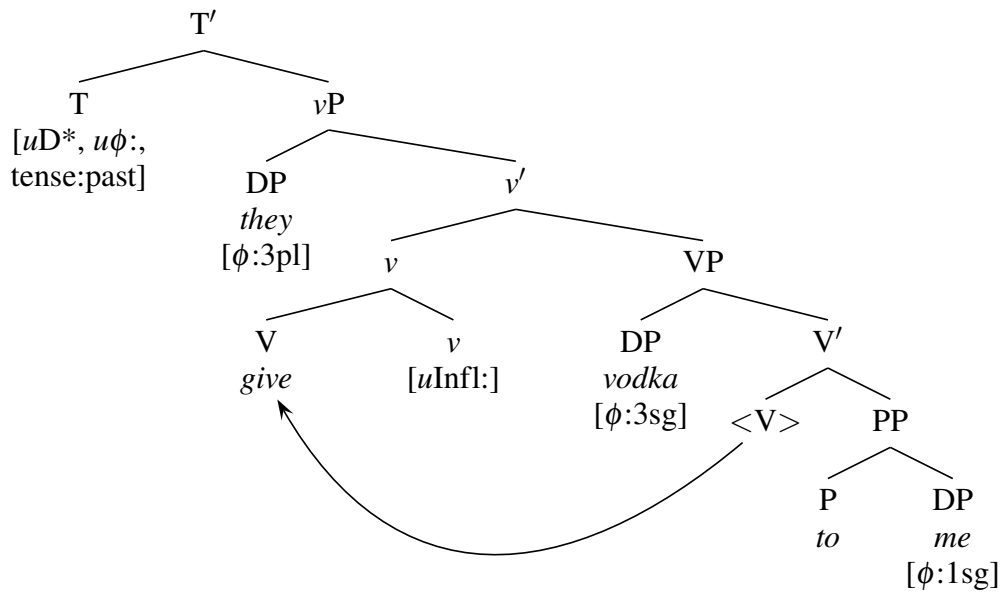 T′
T vP
[uD*, uϕ:,
tense:past]
DP v′
they
[ϕ:3pl]
v VP
V v DP V′
give [uInfl:] vodka
[ϕ:3sg] <V> PP
P DP
to me
[ϕ:1sg]